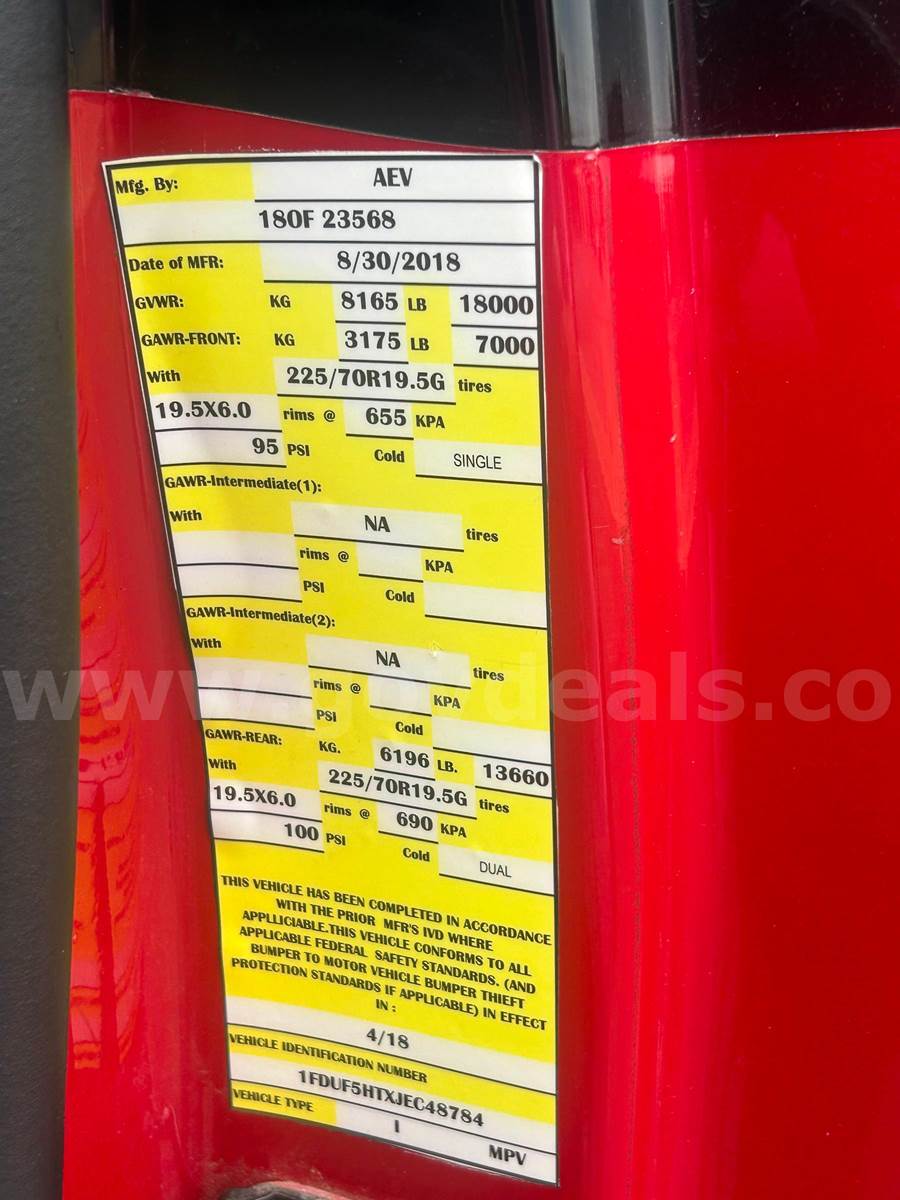 Mfg. By: AEV
180F 23568
Date of MFR: 8/30/2018
GVWR: KG 8165 LB 18000
GAWR-FRONT: KG 3175 LB 7000
With 225/70R19.5G tires
19.5X6.0 rims @ 655 KPA
95 PSI Cold SINGLE
GAWR-Intermediate(1):
With NA tires
rims @ KPA
PSI Cold
GAWR-Intermediate(2):
With NA tires
rims @ KPA
PSI Cold
GAWR-REAR: KG. 6196 LB. 13660
With 225/70R19.5G tires
19.5X6.0 rims @ 690 KPA
100 PSI Cold DUAL
THIS VEHICLE HAS BEEN COMPLETED IN ACCORDANCE
WITH THE PRIOR MFR'S IVD WHERE
APPLLICIABLE.THIS VEHICLE CONFORMS TO ALL
APPLICABLE FEDERAL SAFETY STANDARDS. (AND
BUMPER TO MOTOR VEHICLE BUMPER THIEFT
PROTECTION STANDARDS IF APPLICABLE) IN EFFECT
IN :
4/18
VEHICLE IDENTIFICATION NUMBER
1FDUF5HTXJEC48784
VEHICLE TYPE I MPV
www.govdeals.co